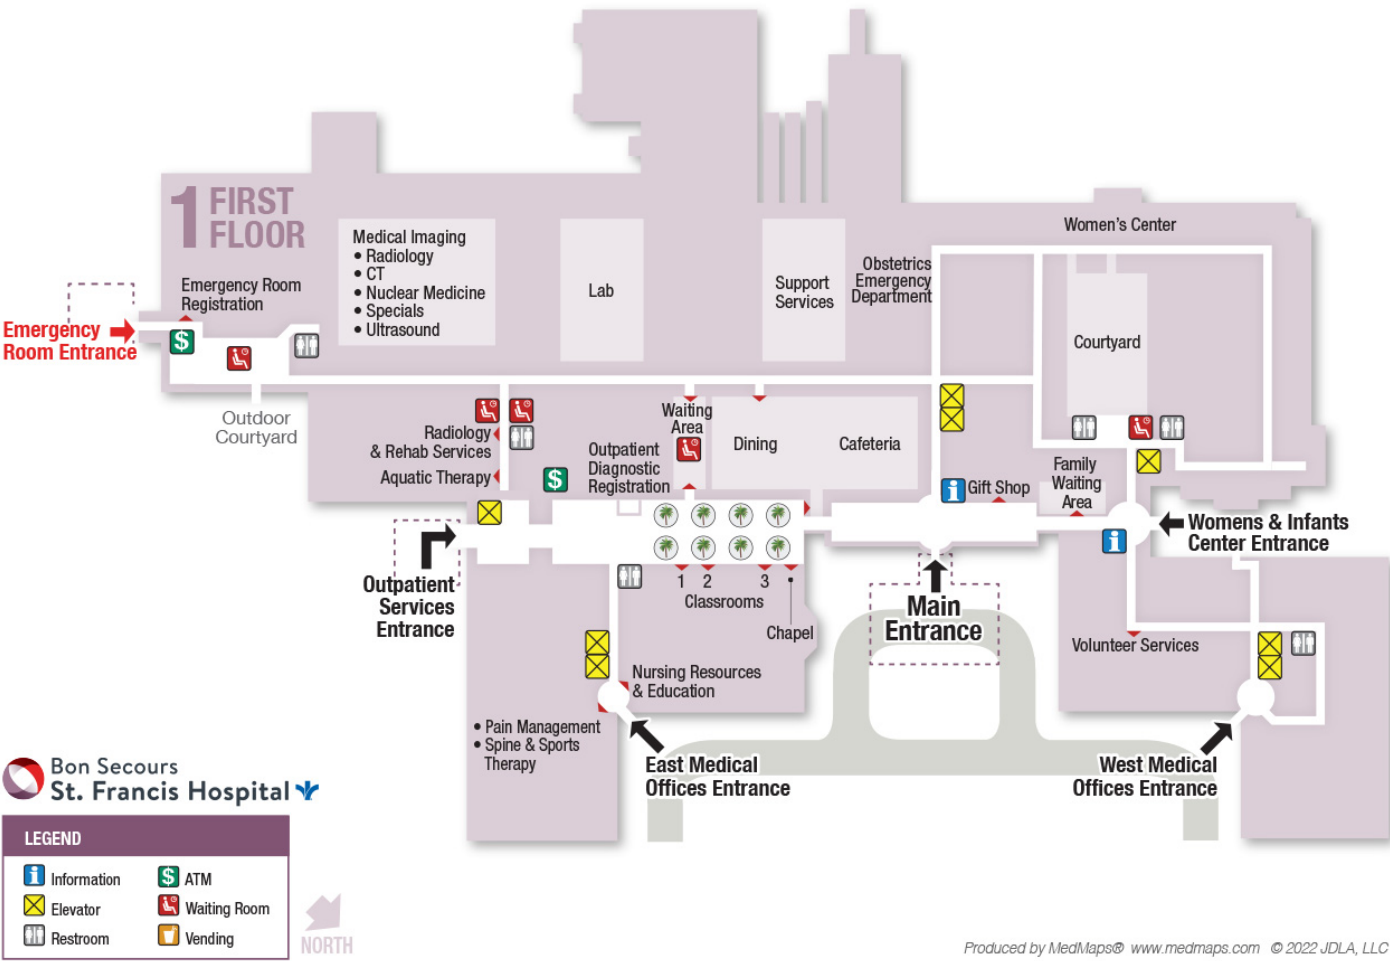 1 FIRST
FLOOR
Women's Center
Medical Imaging
• Radiology
• CT
• Nuclear Medicine
• Specials
• Ultrasound
Lab
Support
Services
Obstetrics
Emergency
Department
Emergency Room
Registration
Emergency
Room Entrance
$
Courtyard
Outdoor
Courtyard
Radiology
& Rehab Services
Aquatic Therapy
$
Outpatient
Diagnostic
Registration
Waiting
Area
Dining
Cafeteria
i
Gift Shop
Family
Waiting
Area
i
Womens & Infants
Center Entrance
Outpatient
Services
Entrance
1 2 3
Classrooms
Chapel
Main
Entrance
Volunteer Services
Nursing Resources
& Education
• Pain Management
• Spine & Sports
Therapy
East Medical
Offices Entrance
West Medical
Offices Entrance
Bon Secours
St. Francis Hospital
LEGEND
i Information
$ ATM
Elevator
Waiting Room
Restroom
Vending
NORTH
Produced by MedMaps® www.medmaps.com © 2022 JDLA, LLC